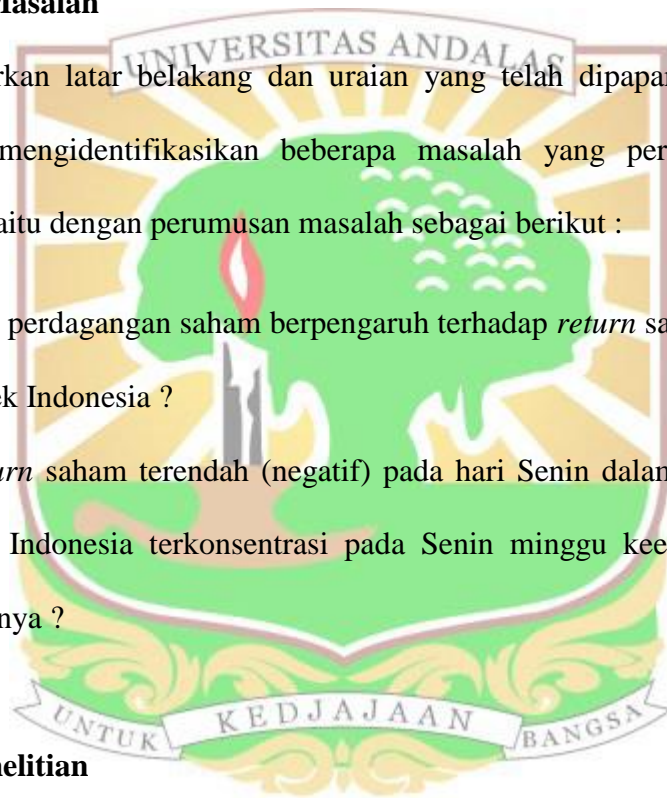 Masalah
UNIVERSITAS ANDALAS
rkan latar belakang dan uraian yang telah dipapar
mengidentifikasikan beberapa masalah yang per
aitu dengan perumusan masalah sebagai berikut :
perdagangan saham berpengaruh terhadap return sa
ek Indonesia ?
urn saham terendah (negatif) pada hari Senin dalam
Indonesia terkonsentrasi pada Senin minggu kee
nya ?
UNTUK KEDJAJAAN BANGSA
nelitian